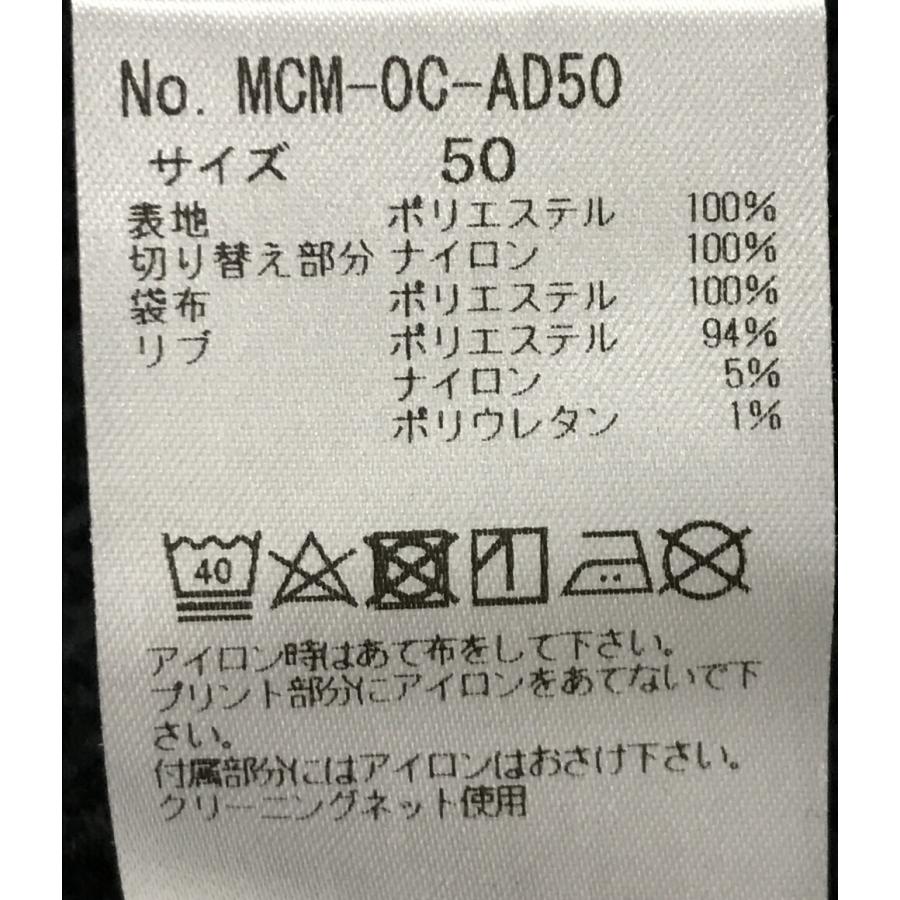 No. MCM-OC-AD50
サイズ 50
表地 ポリエステル 100%
切り替え部分 ナイロン 100%
袋布 ポリエステル 100%
リブ ポリエステル 94%
ナイロン 5%
ポリウレタン 1%
40
アイロン時はあて布をして下さい。
プリント部分にアイロンをあてないで下
さい。
付属部分にはアイロンはおさけ下さい。
クリーニングネット使用